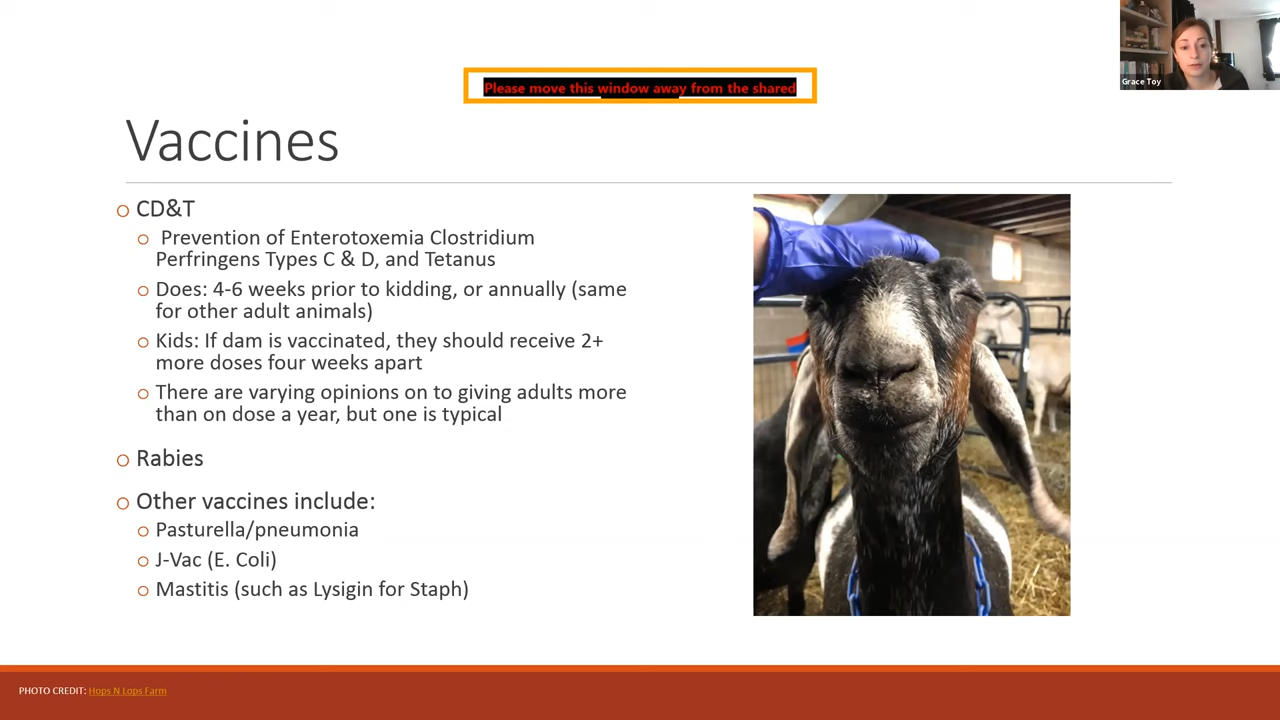 Grace Toy
Please move this window away from the shared
Vaccines
CD&T
Prevention of Enterotoxemia Clostridium
Perfringens Types C & D, and Tetanus
Does: 4-6 weeks prior to kidding, or annually (same
for other adult animals)
Kids: If dam is vaccinated, they should receive 2+
more doses four weeks apart
There are varying opinions on to giving adults more
than on dose a year, but one is typical
Rabies
Other vaccines include:
Pasturella/pneumonia
J-Vac (E. Coli)
Mastitis (such as Lysigin for Staph)
PHOTO CREDIT: Hops N Lops Farm